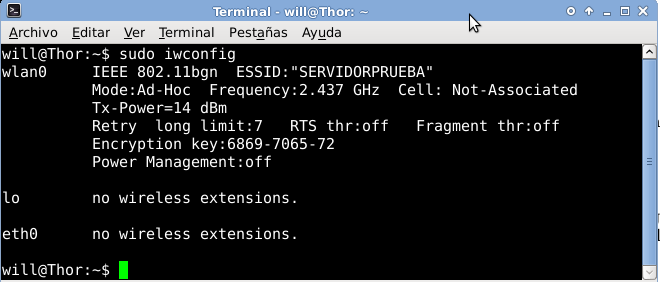 Terminal - will@Thor: ~
Archivo Editar Ver Terminal Pestañas Ayuda
will@Thor:~$ sudo iwconfig
wlan0     IEEE 802.11bgn  ESSID:"SERVIDORPRUEBA"
          Mode:Ad-Hoc  Frequency:2.437 GHz  Cell: Not-Associated
          Tx-Power=14 dBm
          Retry  long limit:7   RTS thr:off   Fragment thr:off
          Encryption key:6869-7065-72
          Power Management:off
lo        no wireless extensions.
eth0      no wireless extensions.
will@Thor:~$